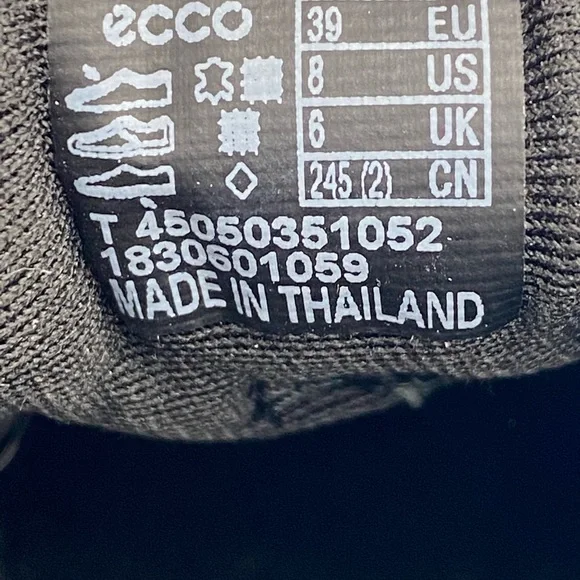 ecco
39 EU
8 US
6 UK
245 (2) CN
T 45050351052
1830601059
MADE IN THAILAND